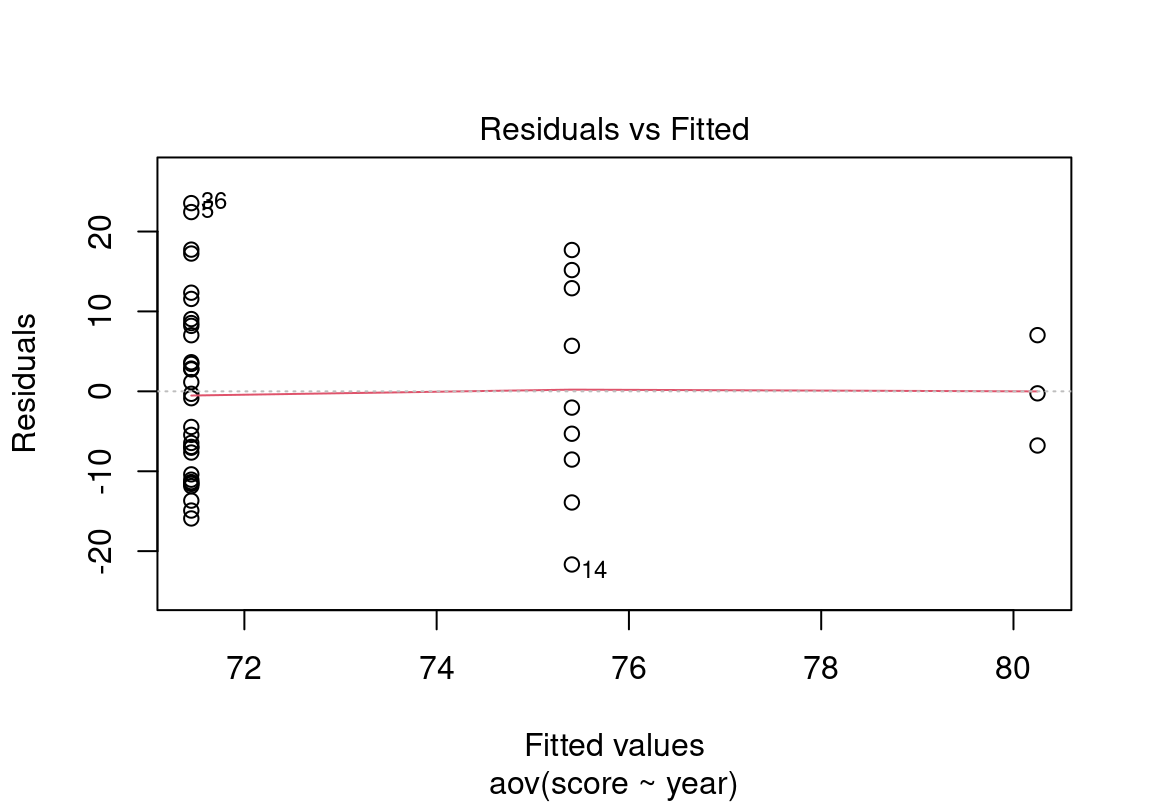 Residuals vs Fitted
Residuals
20
10
0
-10
-20
36
5
14
72 74 76 78 80
Fitted values
aov(score ~ year)